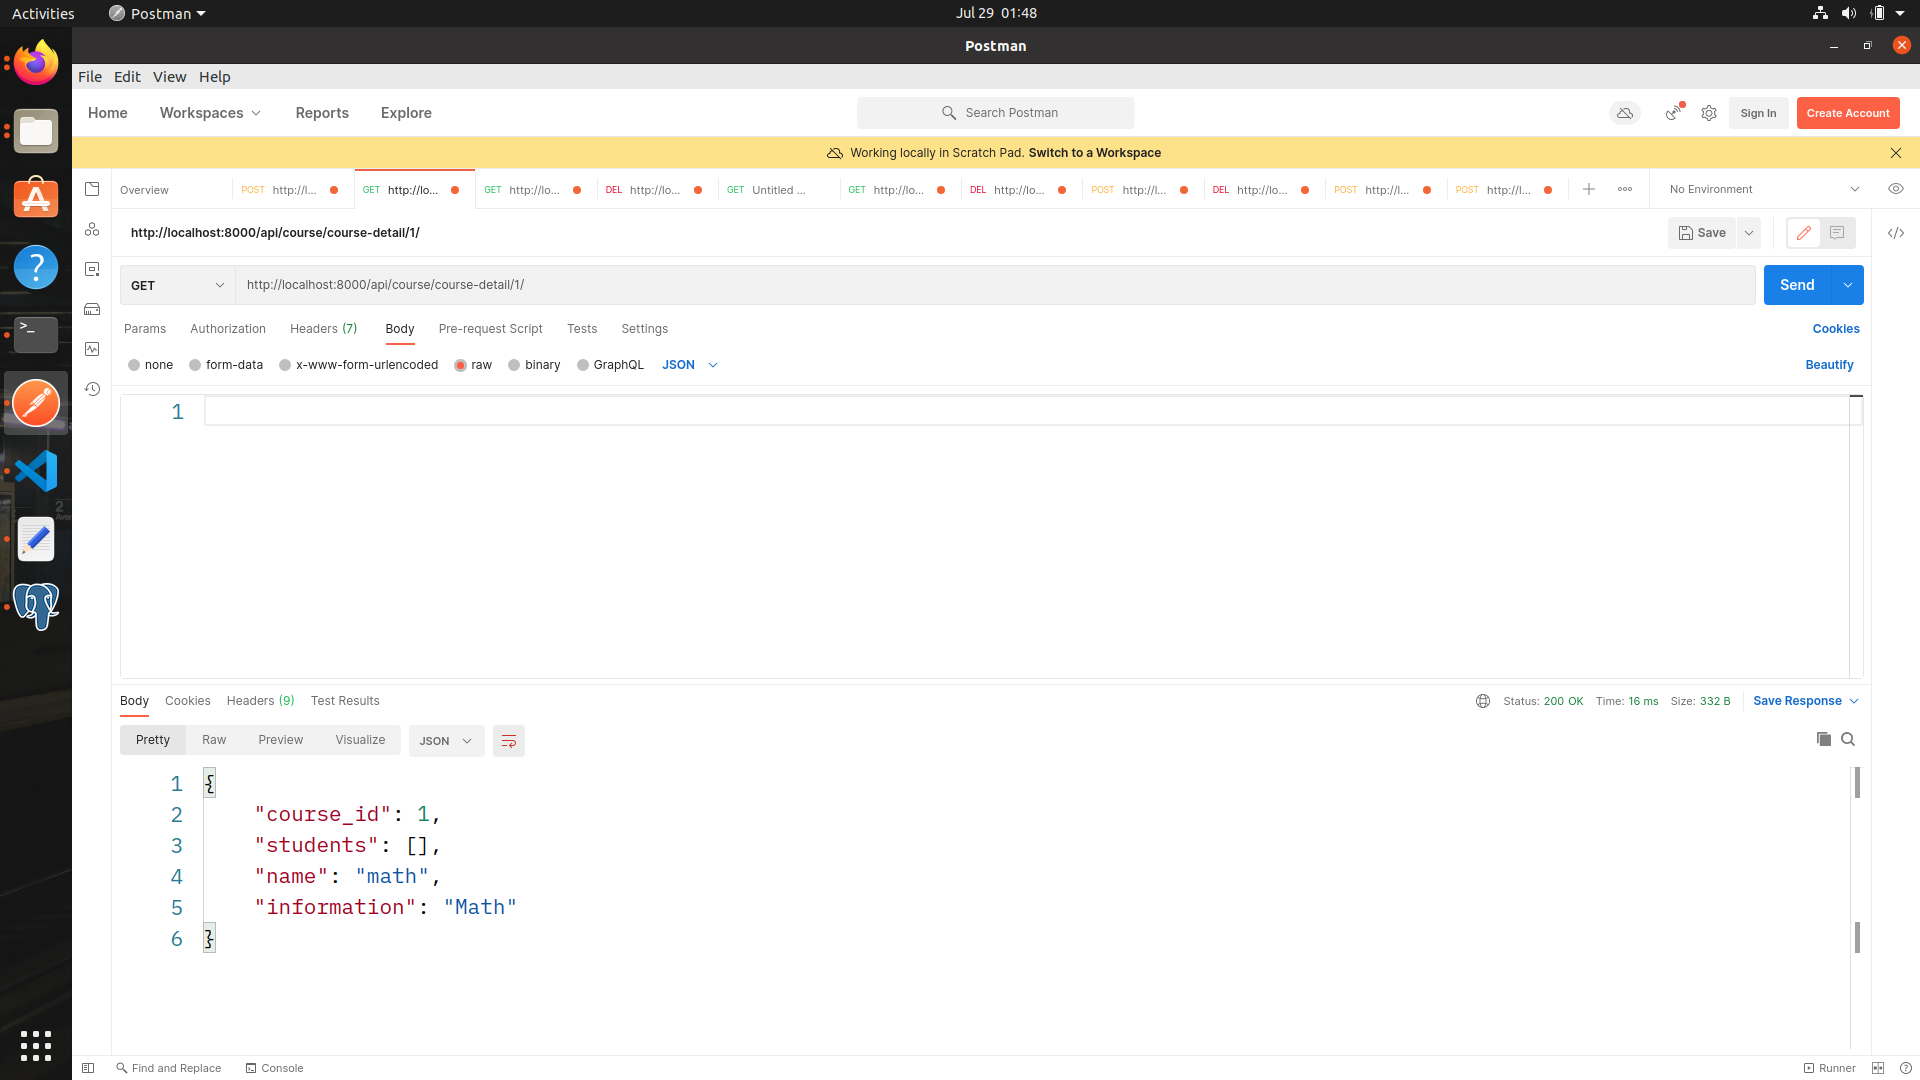 Activities Postman Jul 29 01:48
Postman
File Edit View Help
Home Workspaces Reports Explore Search Postman Sign In Create Account
Working locally in Scratch Pad. Switch to a Workspace
Overview POST http://l... GET http://lo... GET http://lo... DEL http://lo... GET Untitled ... GET http://lo... DEL http://lo... POST http://l... DEL http://lo... POST http://l... POST http://l... No Environment
http://localhost:8000/api/course/course-detail/1/ Save
GET http://localhost:8000/api/course/course-detail/1/ Send
Params Authorization Headers (7) Body Pre-request Script Tests Settings Cookies
none form-data x-www-form-urlencoded raw binary GraphQL JSON Beautify
1
Body Cookies Headers (9) Test Results Status: 200 OK Time: 16 ms Size: 332 B Save Response
Pretty Raw Preview Visualize JSON
1 {
2 "course_id": 1,
3 "students": [],
4 "name": "math",
5 "information": "Math"
6 }
Find and Replace Console Runner